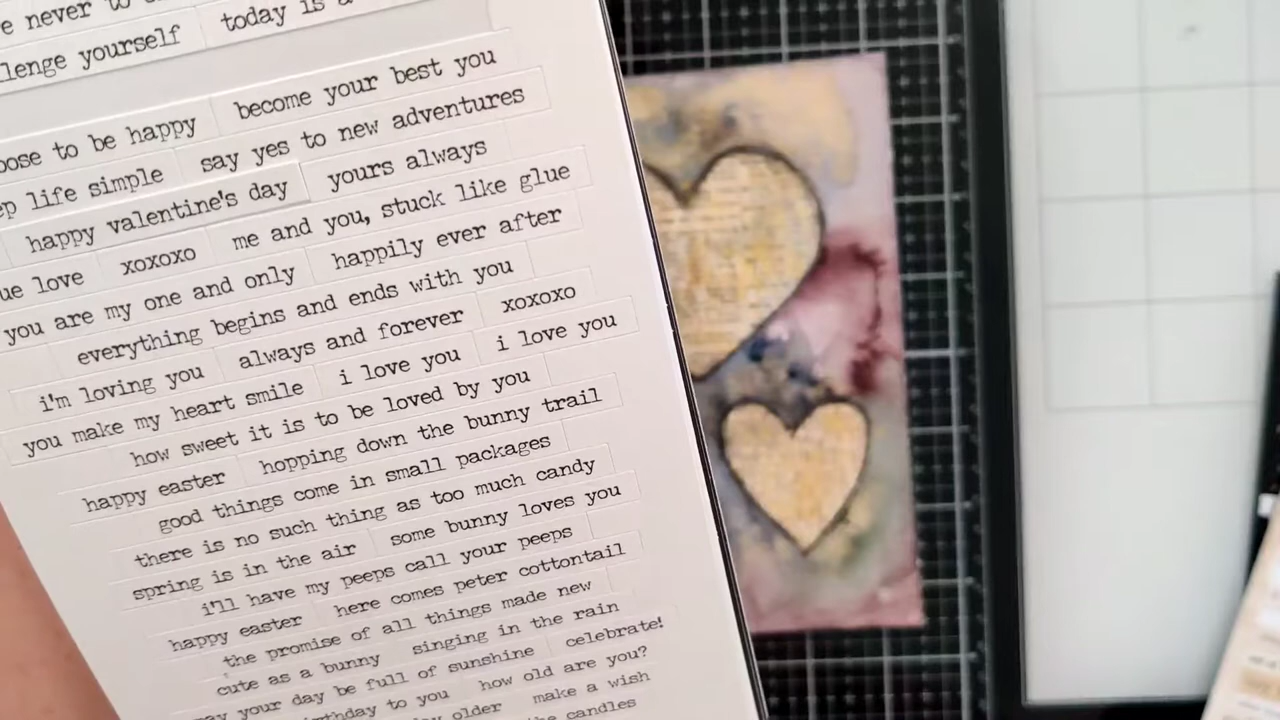 never to
lenge yourself today is a
to be happy become your best you
life simple say yes to new adventures
happy valentine's day yours always
love xoxoxo me and you, stuck like glue
you are my one and only happily ever after
everything begins and ends with you
i'm loving you always and forever xoxoxo
you make my heart smile i love you i love you
how sweet it is to be loved by you
happy easter hopping down the bunny trail
good things come in small packages
there is no such thing as too much candy
spring is in the air some bunny loves you
i'll have my peeps call your peeps
happy easter here comes peter cottontail
the promise of all things made new
cute as a bunny singing in the rain
your day be full of sunshine celebrate!
to you how old are you?
older make a wish
candles